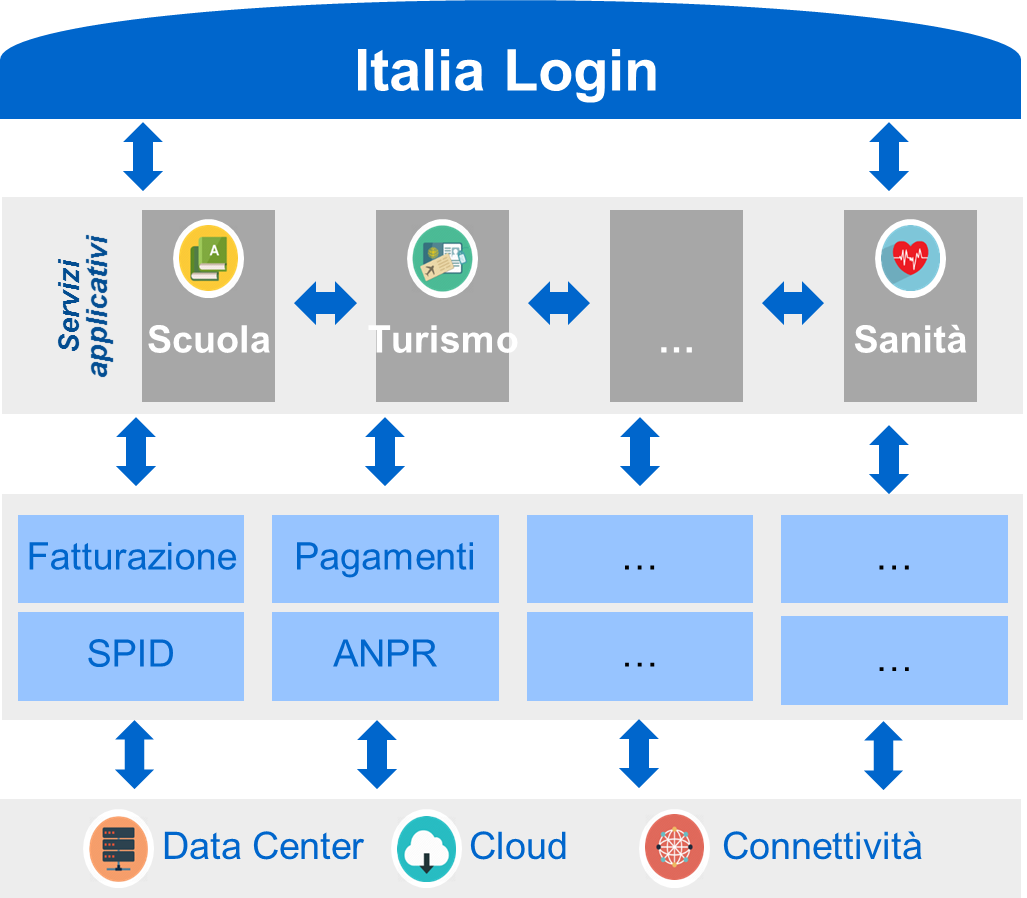 Italia Login
Servizi
applicativi
Scuola
Turismo
...
Sanità
A
Fatturazione
Pagamenti
...
...
SPID
ANPR
...
...
Data Center
Cloud
Connettività